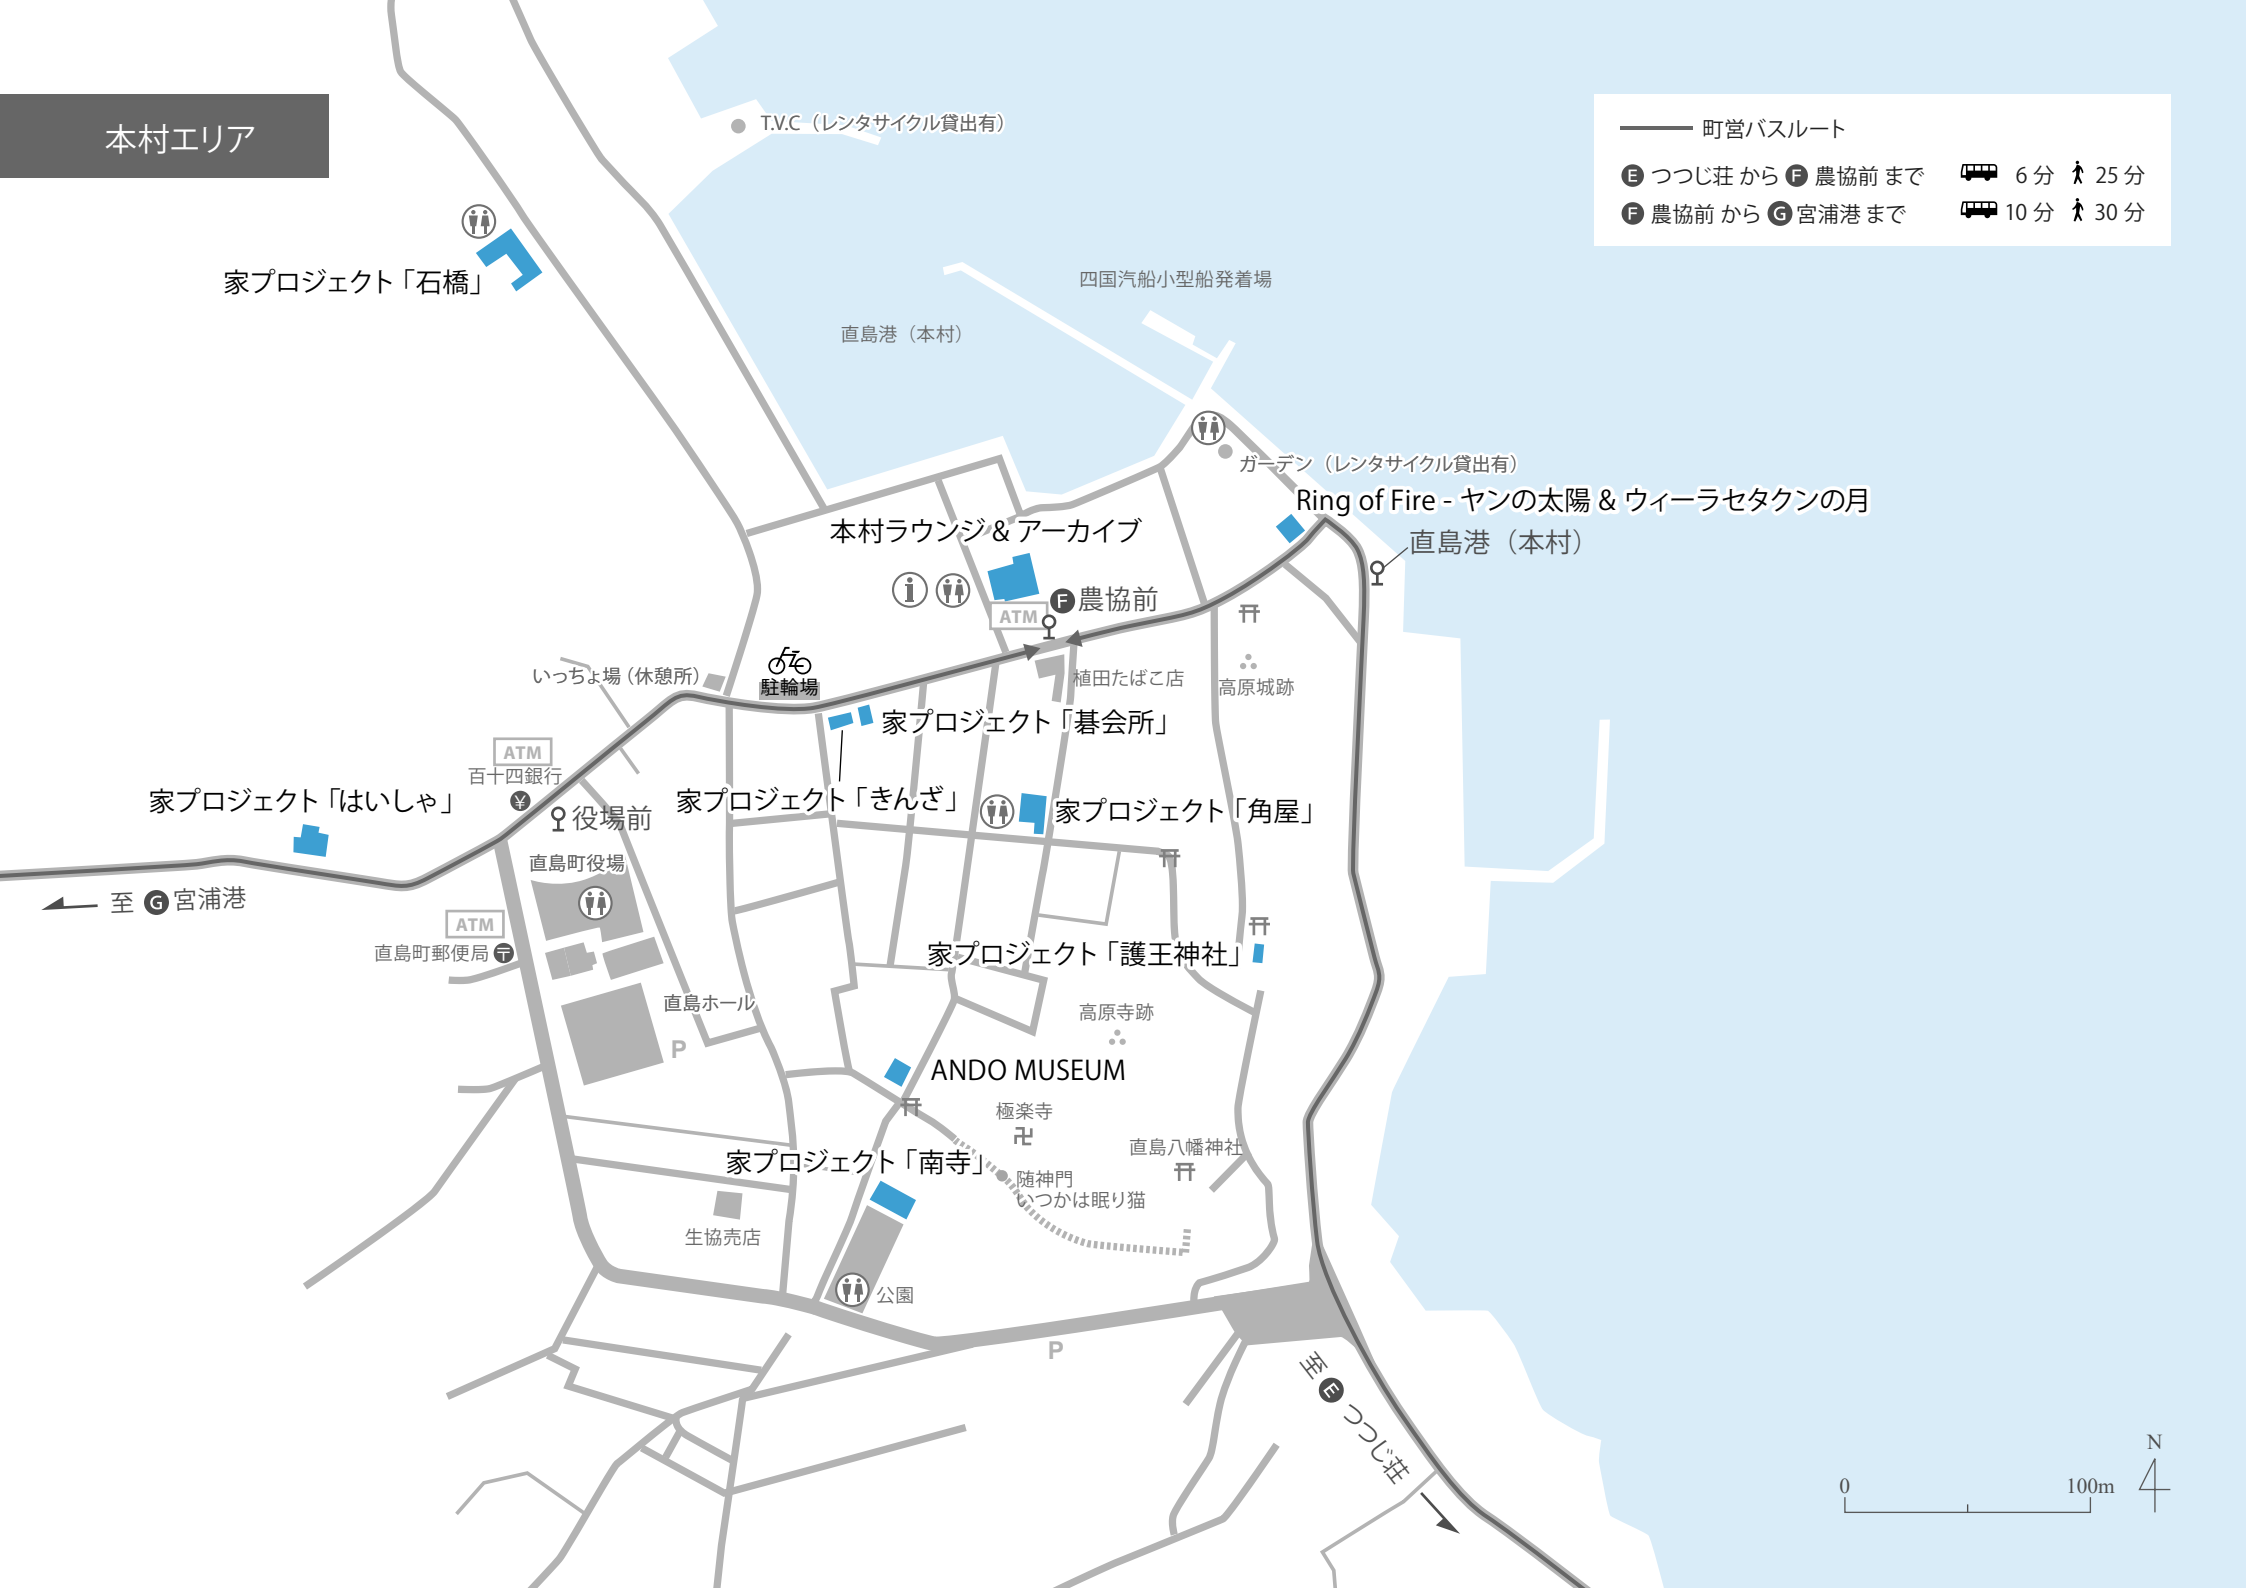 本村エリア
T.V.C（レンタサイクル貸出有）
町営バスルート
E つつじ荘 から F 農協前 まで 6 分 25 分
F 農協前 から G 宮浦港 まで 10 分 30 分
家プロジェクト「石橋」
四国汽船小型船発着場
直島港（本村）
ガーデン（レンタサイクル貸出有）
Ring of Fire - ヤンの太陽 & ウィーラセタクンの月
直島港（本村）
本村ラウンジ & アーカイブ
F 農協前
ATM
いっちょ場（休憩所）
駐輪場
植田たばこ店
高原城跡
家プロジェクト「碁会所」
ATM
百十四銀行
¥
家プロジェクト「はいしゃ」
家プロジェクト「きんざ」
家プロジェクト「角屋」
役場前
直島町役場
至 G 宮浦港
ATM
直島町郵便局 〒
家プロジェクト「護王神社」
直島ホール
P
高原寺跡
ANDO MUSEUM
極楽寺
卍
直島八幡神社
家プロジェクト「南寺」
随神門
いつかは眠り猫
生協売店
公園
P
至 E つつじ荘
N
0 100m